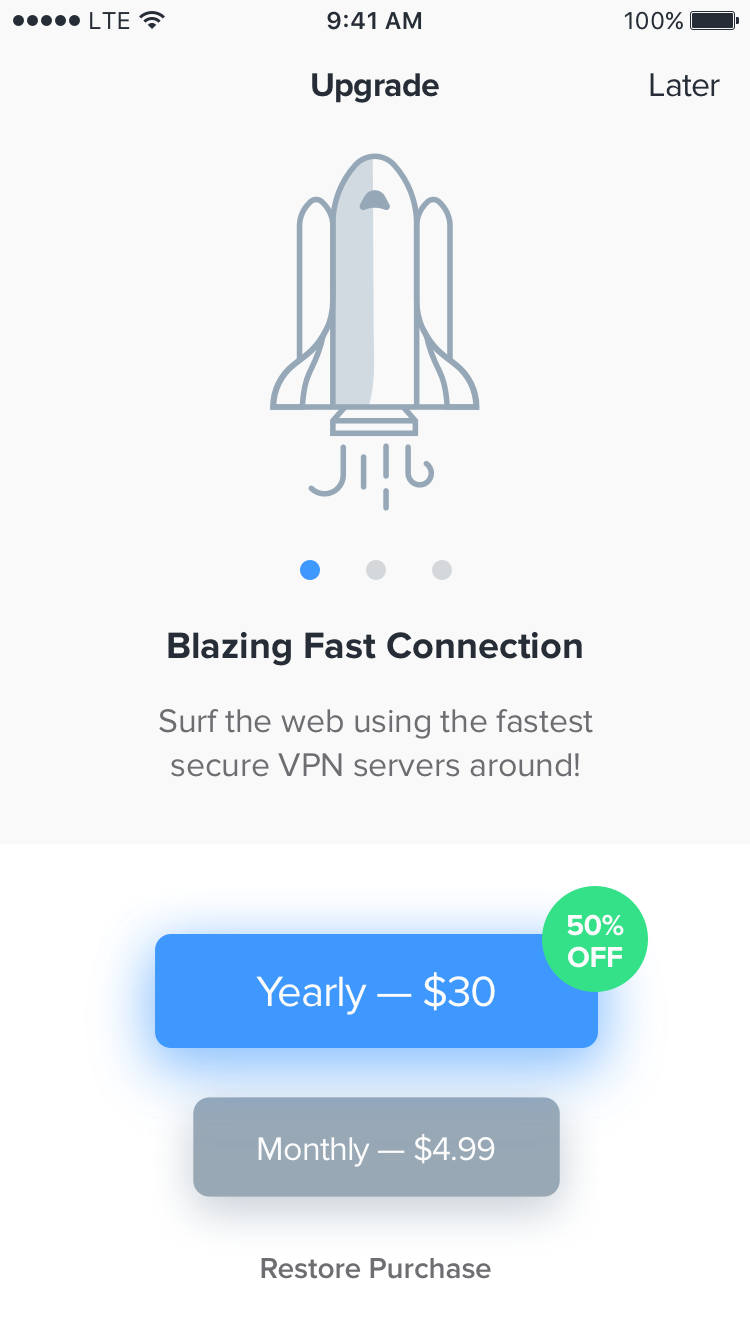 LTE 9:41 AM 100%
Upgrade Later
Blazing Fast Connection
Surf the web using the fastest
secure VPN servers around!
50%
OFF
Yearly — $30
Monthly — $4.99
Restore Purchase